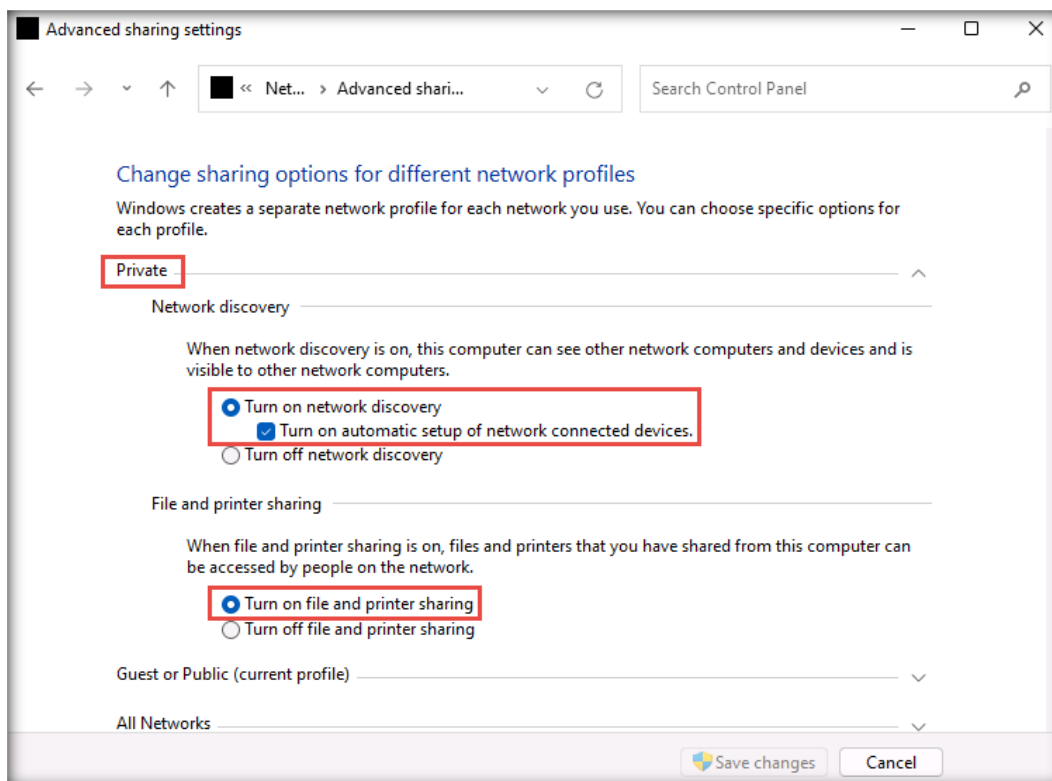 Advanced sharing settings
« Net... › Advanced shari...
Search Control Panel
Change sharing options for different network profiles
Windows creates a separate network profile for each network you use. You can choose specific options for
each profile.
Private
Network discovery
When network discovery is on, this computer can see other network computers and devices and is
visible to other network computers.
Turn on network discovery
Turn on automatic setup of network connected devices.
Turn off network discovery
File and printer sharing
When file and printer sharing is on, files and printers that you have shared from this computer can
be accessed by people on the network.
Turn on file and printer sharing
Turn off file and printer sharing
Guest or Public (current profile)
All Networks
Save changes
Cancel